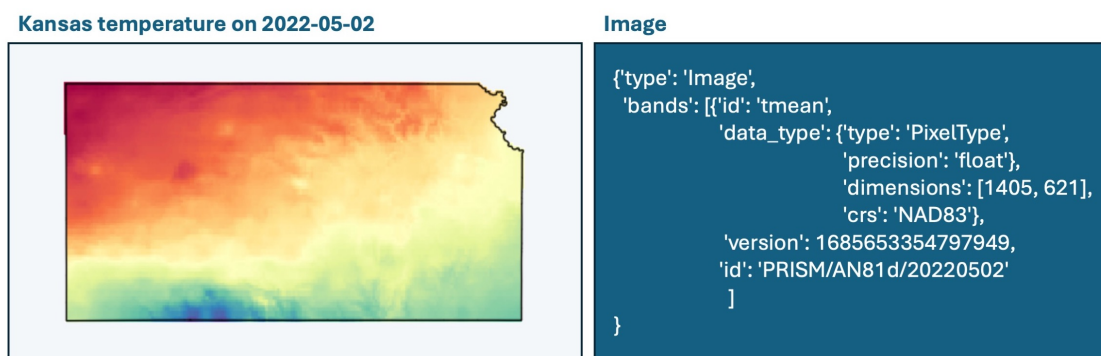 Kansas temperature on 2022-05-02
Image
{'type': 'Image',
'bands': [{'id': 'tmean',
'data_type': {'type': 'PixelType',
'precision': 'float'},
'dimensions': [1405, 621],
'crs': 'NAD83'},
'version': 1685653354797949,
'id': 'PRISM/AN81d/20220502'
]
}